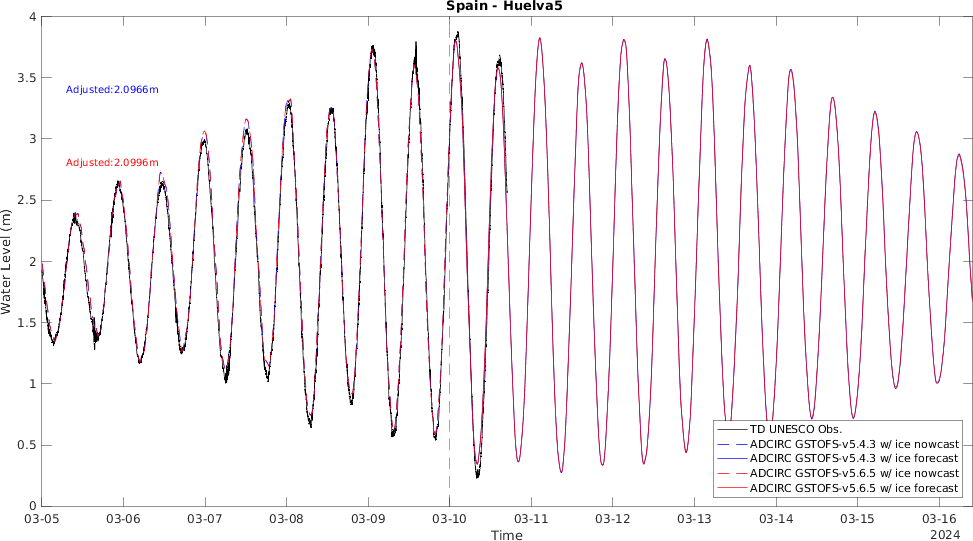 Spain - Huelva5
4
3.5
3
2.5
2
1.5
1
0.5
0
Water Level (m)
Adjusted:2.0966m
Adjusted:2.0996m
TD UNESCO Obs.
ADCIRC GSTOFS-v5.4.3 w/ ice nowcast
ADCIRC GSTOFS-v5.4.3 w/ ice forecast
ADCIRC GSTOFS-v5.6.5 w/ ice nowcast
ADCIRC GSTOFS-v5.6.5 w/ ice forecast
03-05 03-06 03-07 03-08 03-09 03-10 03-11 03-12 03-13 03-14 03-15 03-16
Time
2024